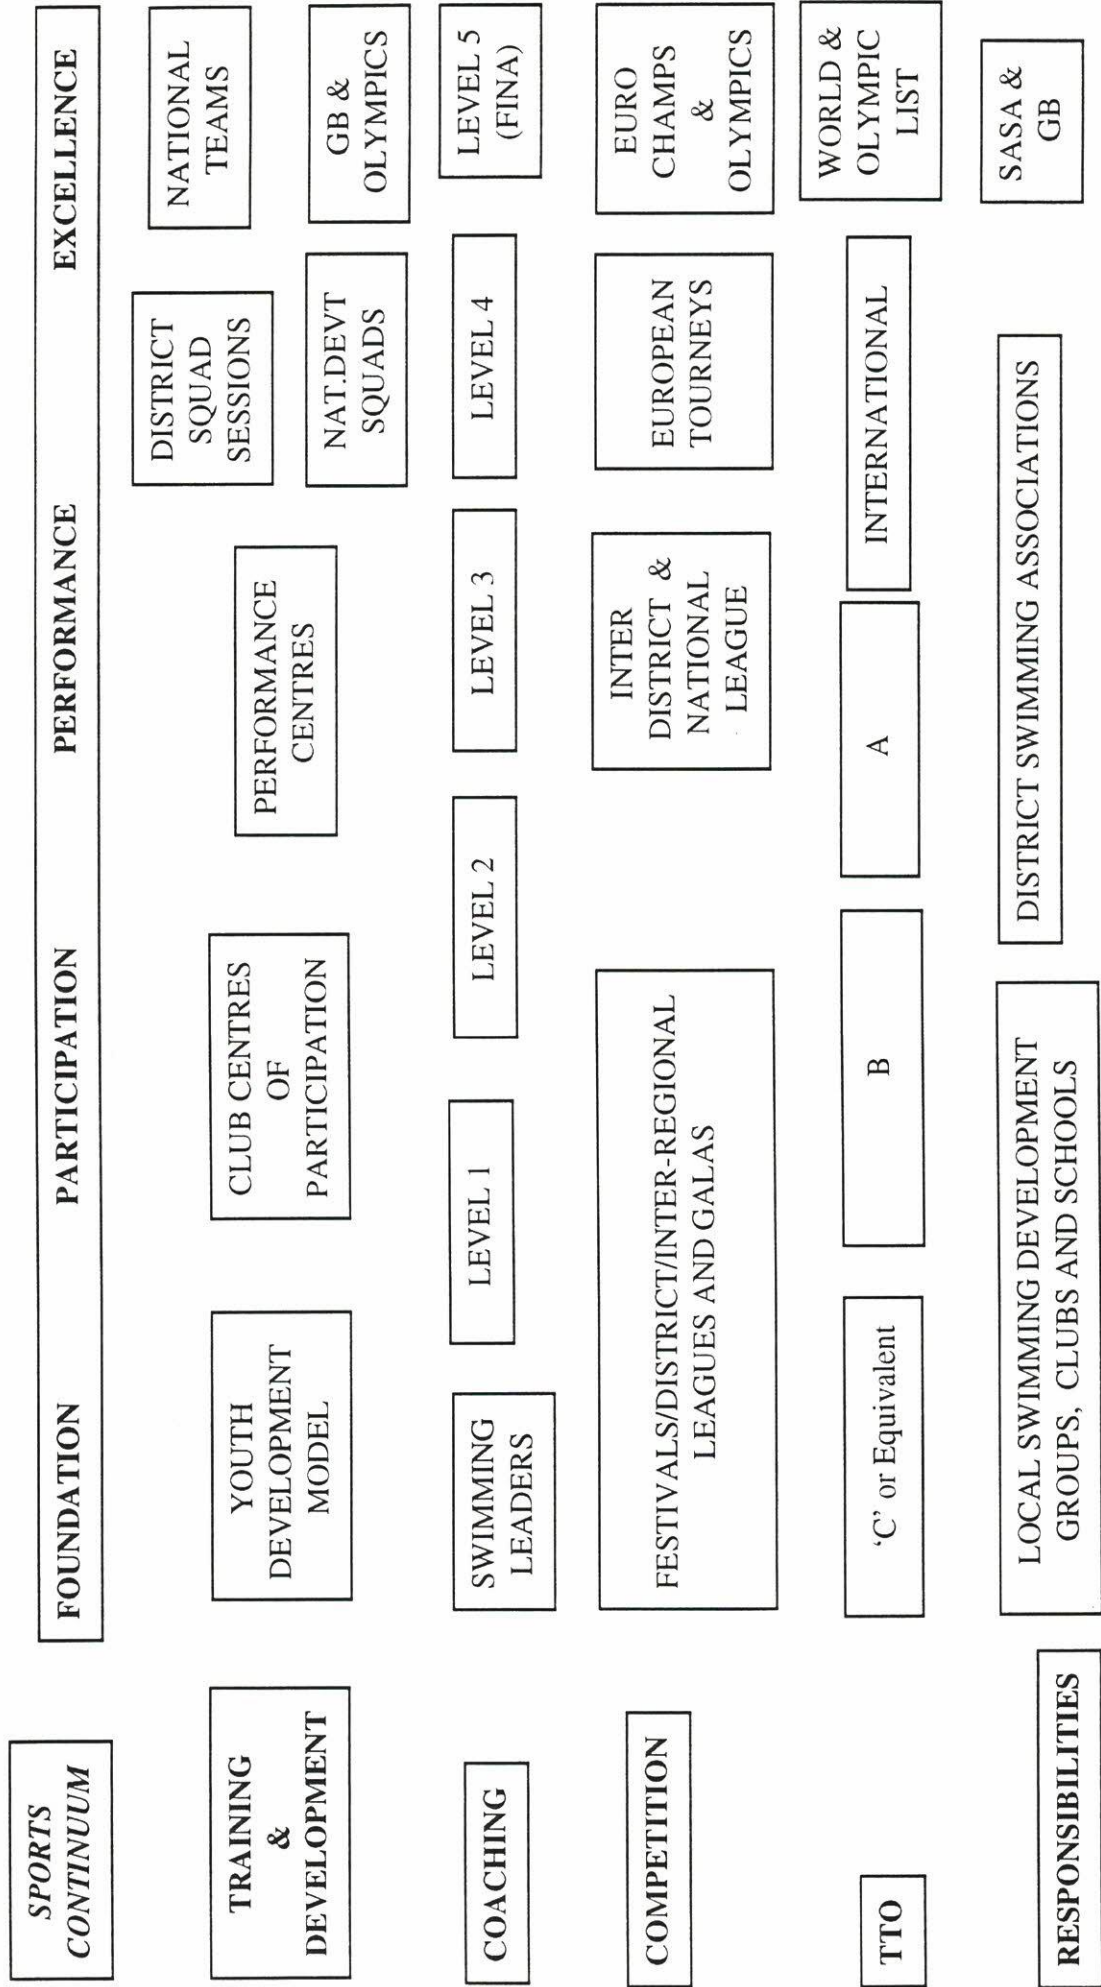 SPORTS
CONTINUUM
FOUNDATION PARTICIPATION PERFORMANCE EXCELLENCE
TRAINING
&
DEVELOPMENT
YOUTH
DEVELOPMENT
MODEL
CLUB CENTRES
OF
PARTICIPATION
PERFORMANCE
CENTRES
DISTRICT
SQUAD
SESSIONS
NAT.DEVT
SQUADS
NATIONAL
TEAMS
GB &
OLYMPICS
COACHING
SWIMMING
LEADERS
LEVEL 1
LEVEL 2
LEVEL 3
LEVEL 4
LEVEL 5
(FINA)
COMPETITION
FESTIVALS/DISTRICT/INTER-REGIONAL
LEAGUES AND GALAS
INTER
DISTRICT &
NATIONAL
LEAGUE
EUROPEAN
TOURNEYS
EURO
CHAMPS
&
OLYMPICS
TTO
‘C’ or Equivalent
B
A
INTERNATIONAL
WORLD &
OLYMPIC
LIST
RESPONSIBILITIES
LOCAL SWIMMING DEVELOPMENT
GROUPS, CLUBS AND SCHOOLS
DISTRICT SWIMMING ASSOCIATIONS
SASA &
GB